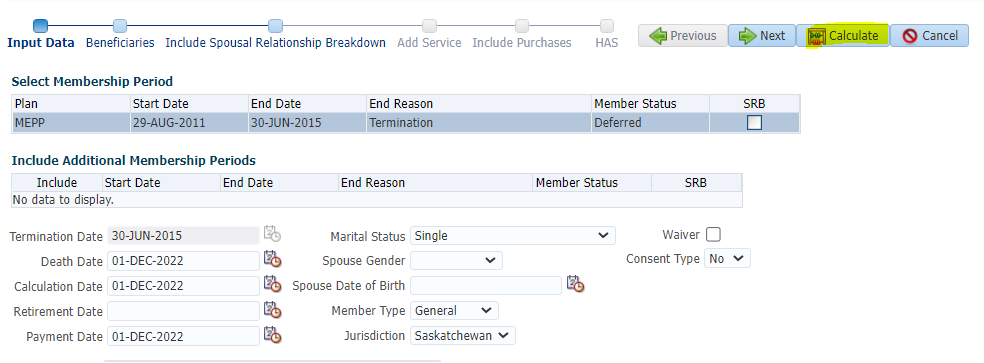 Input Data Beneficiaries Include Spousal Relationship Breakdown Add Service Include Purchases HAS Previous Next Calculate Cancel
Select Membership Period
Plan Start Date End Date End Reason Member Status SRB
MEPP 29-AUG-2011 30-JUN-2015 Termination Deferred
Include Additional Membership Periods
Include Start Date End Date End Reason Member Status SRB
No data to display.
Termination Date 30-JUN-2015 Marital Status Single Waiver
Death Date 01-DEC-2022 Spouse Gender Consent Type No
Calculation Date 01-DEC-2022 Spouse Date of Birth
Retirement Date Member Type General
Payment Date 01-DEC-2022 Jurisdiction Saskatchewan